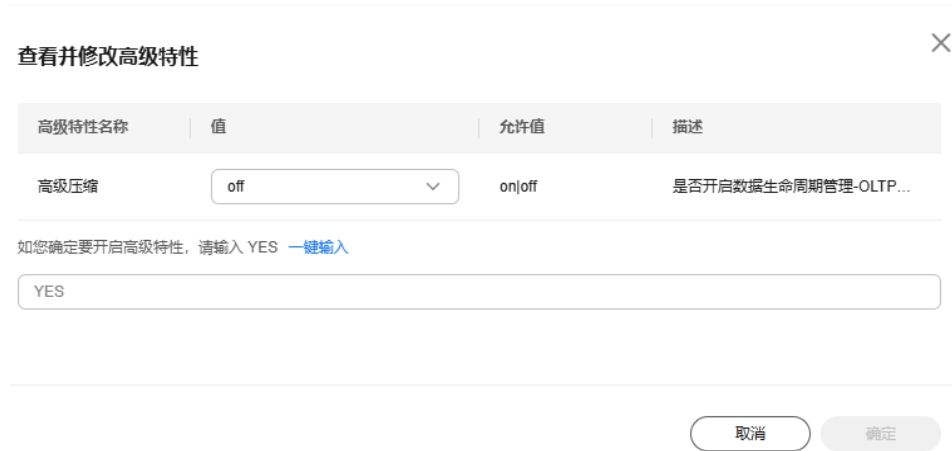 查看并修改高级特性
高级特性名称 值 允许值 描述
高级压缩 off on|off 是否开启数据生命周期管理-OLTP...
如您确定要开启高级特性，请输入 YES 一键输入
YES
取消 确定